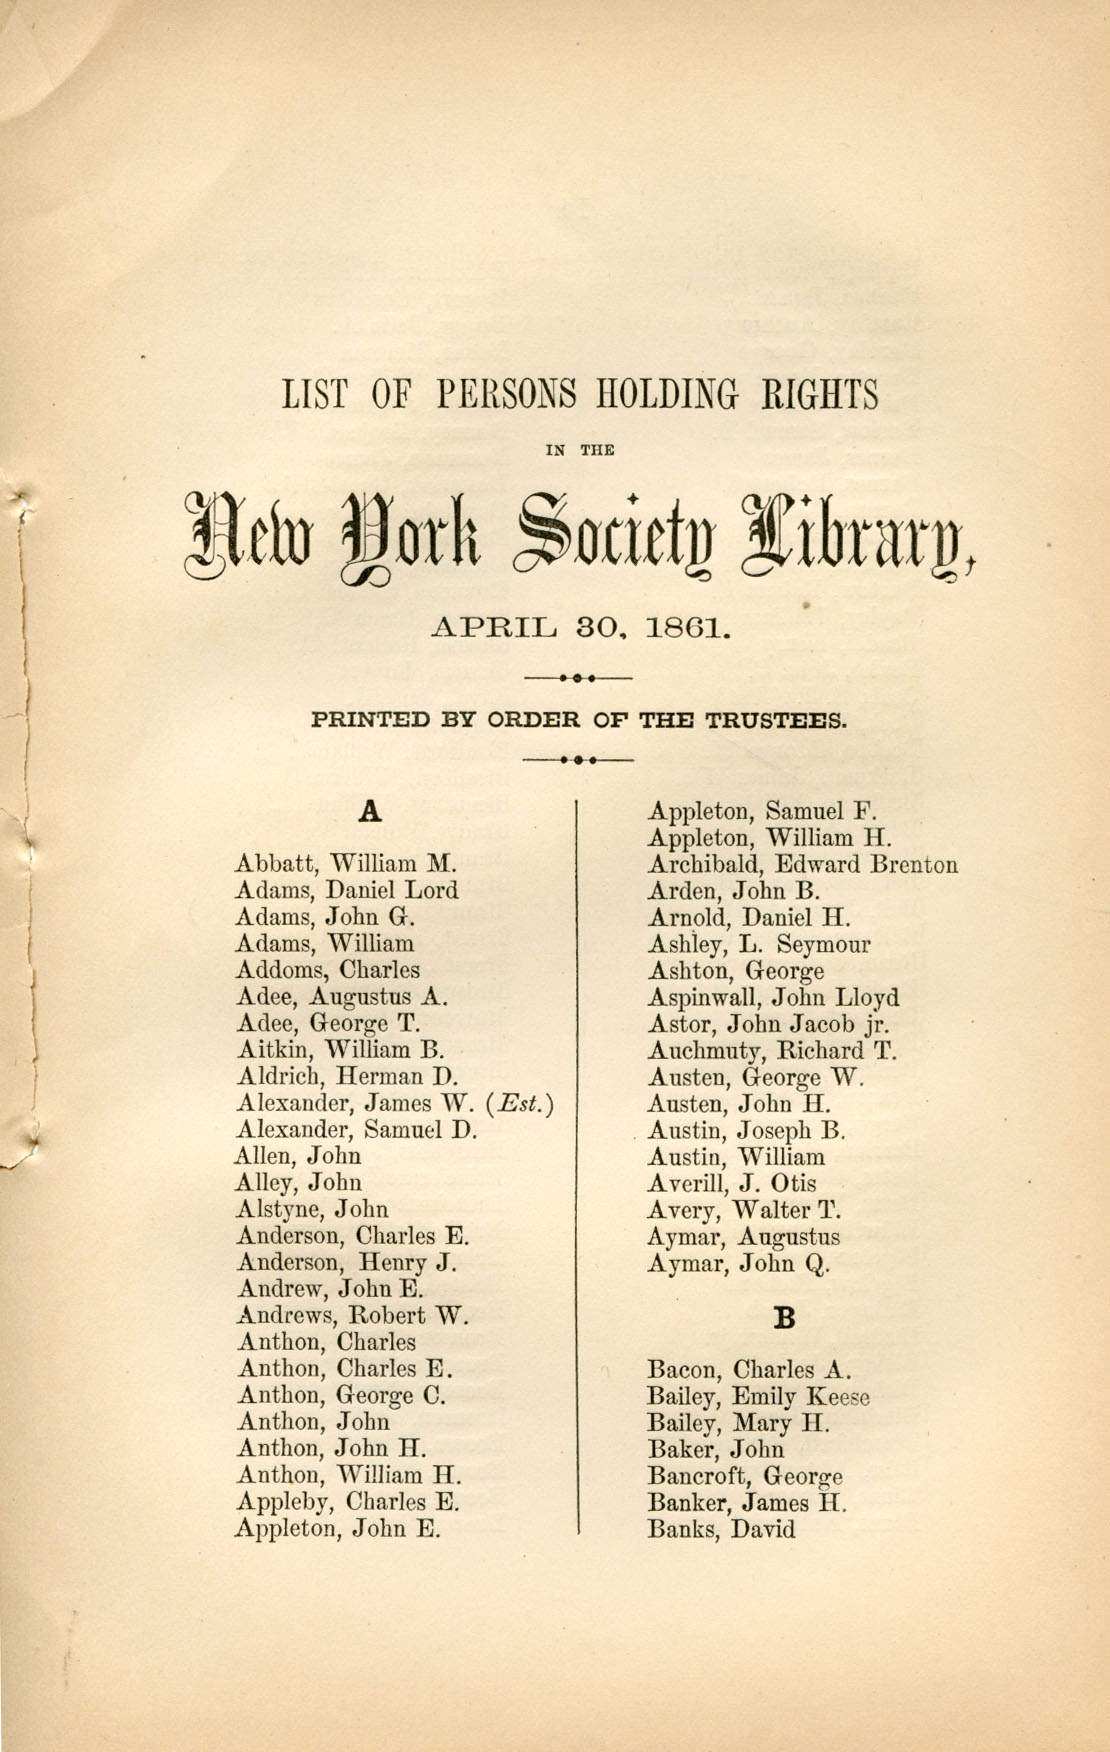 LIST OF PERSONS HOLDING RIGHTS
IN THE
New York Society Library,
APRIL 30, 1861.
PRINTED BY ORDER OF THE TRUSTEES.
A
Abbatt, William M.
Adams, Daniel Lord
Adams, John G.
Adams, William
Addoms, Charles
Adee, Augustus A.
Adee, George T.
Aitkin, William B.
Aldrich, Herman D.
Alexander, James W. (Est.)
Alexander, Samuel D.
Allen, John
Alley, John
Alstyne, John
Anderson, Charles E.
Anderson, Henry J.
Andrew, John E.
Andrews, Robert W.
Anthon, Charles
Anthon, Charles E.
Anthon, George C.
Anthon, John
Anthon, John H.
Anthon, William H.
Appleby, Charles E.
Appleton, John E.
Appleton, Samuel F.
Appleton, William H.
Archibald, Edward Brenton
Arden, John B.
Arnold, Daniel H.
Ashley, L. Seymour
Ashton, George
Aspinwall, John Lloyd
Astor, John Jacob jr.
Auchmuty, Richard T.
Austen, George W.
Austen, John H.
Austin, Joseph B.
Austin, William
Averill, J. Otis
Avery, Walter T.
Aymar, Augustus
Aymar, John Q.
B
Bacon, Charles A.
Bailey, Emily Keese
Bailey, Mary H.
Baker, John
Bancroft, George
Banker, James H.
Banks, David